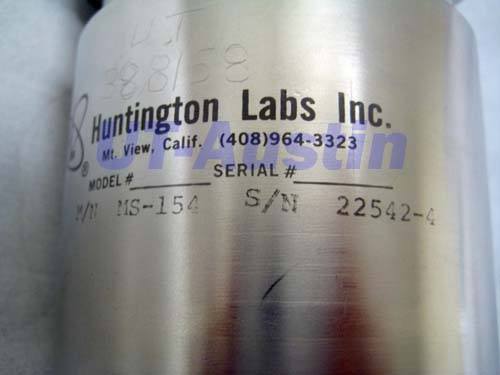 UT
388158
Huntington Labs Inc.
®
Mt. View, Calif. (408)964-3323
UT-Austin
MODEL# SERIAL#
M/N MS-154 S/N 22542-4